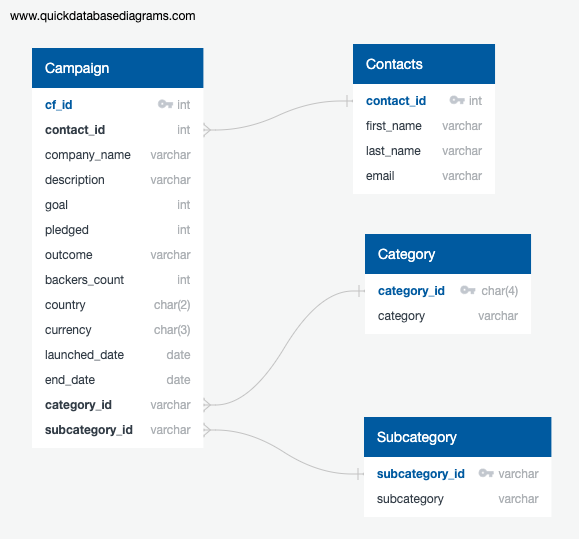 www.quickdatabasediagrams.com
Campaign
cf_id int
contact_id int
company_name varchar
description varchar
goal int
pledged int
outcome varchar
backers_count int
country char(2)
currency char(3)
launched_date date
end_date date
category_id varchar
subcategory_id varchar
Contacts
contact_id int
first_name varchar
last_name varchar
email varchar
Category
category_id char(4)
category varchar
Subcategory
subcategory_id varchar
subcategory varchar